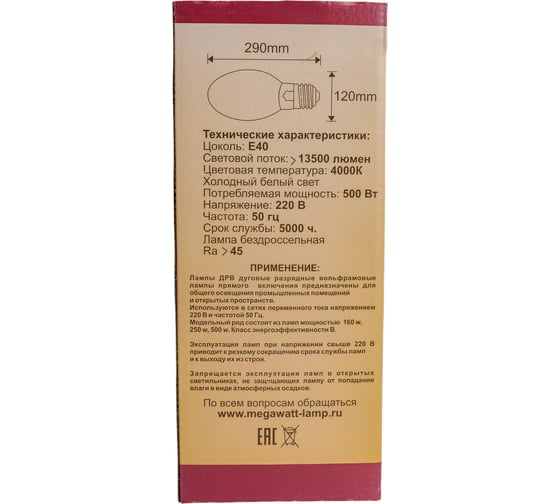 290mm
120mm
Технические характеристики:
Цоколь: E40
Световой поток: > 13500 люмен
Цветовая температура: 4000К
Холодный белый свет
Потребляемая мощность: 500 Вт
Напряжение: 220 В
Частота: 50 гц
Срок службы: 5000 ч.
Лампа бездроссельная
Ra > 45
ПРИМЕНЕНИЕ:
Лампы ДРВ дуговые разрядные вольфрамовые
лампы прямого включения предназначены для
общего освещения промышленных помещений
и открытых пространств.
Используются в сетях переменного тока напряжением
220 В и частотой 50 Гц.
Модельный ряд состоит из ламп мощностью 160 w,
250 w, 500 w. Класс энергоэффективности В.
Эксплуатация ламп при напряжении свыше 220 В
приводит к резкому сокращению срока службы ламп
и к выходу их из строя.
Запрещается эксплуатация ламп в открытых
светильниках, не защищающих лампу от попадания
влаги в виде атмосферных осадков.
По всем вопросам обращаться
www.megawatt-lamp.ru
EAC